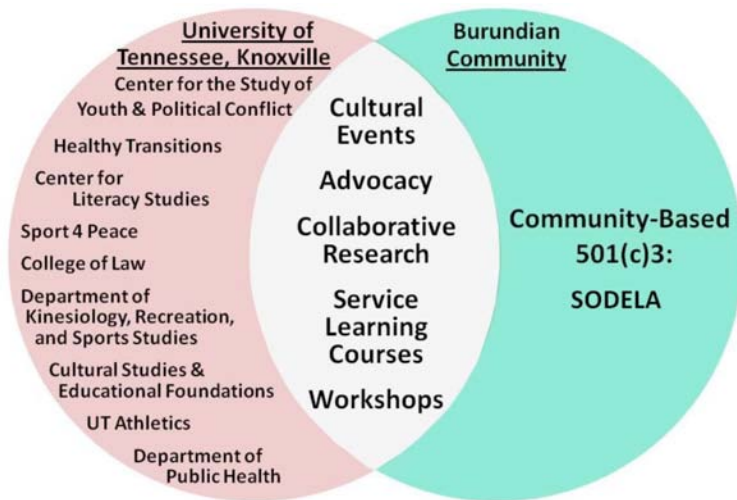 University of
Tennessee, Knoxville
Center for the Study of
Youth & Political Conflict
Healthy Transitions
Center for
Literacy Studies
Sport 4 Peace
College of Law
Department of
Kinesiology, Recreation,
and Sports Studies
Cultural Studies &
Educational Foundations
UT Athletics
Department of
Public Health
Cultural
Events
Advocacy
Collaborative
Research
Service
Learning
Courses
Workshops
Burundian
Community
Community-Based
501(c)3:
SODELA